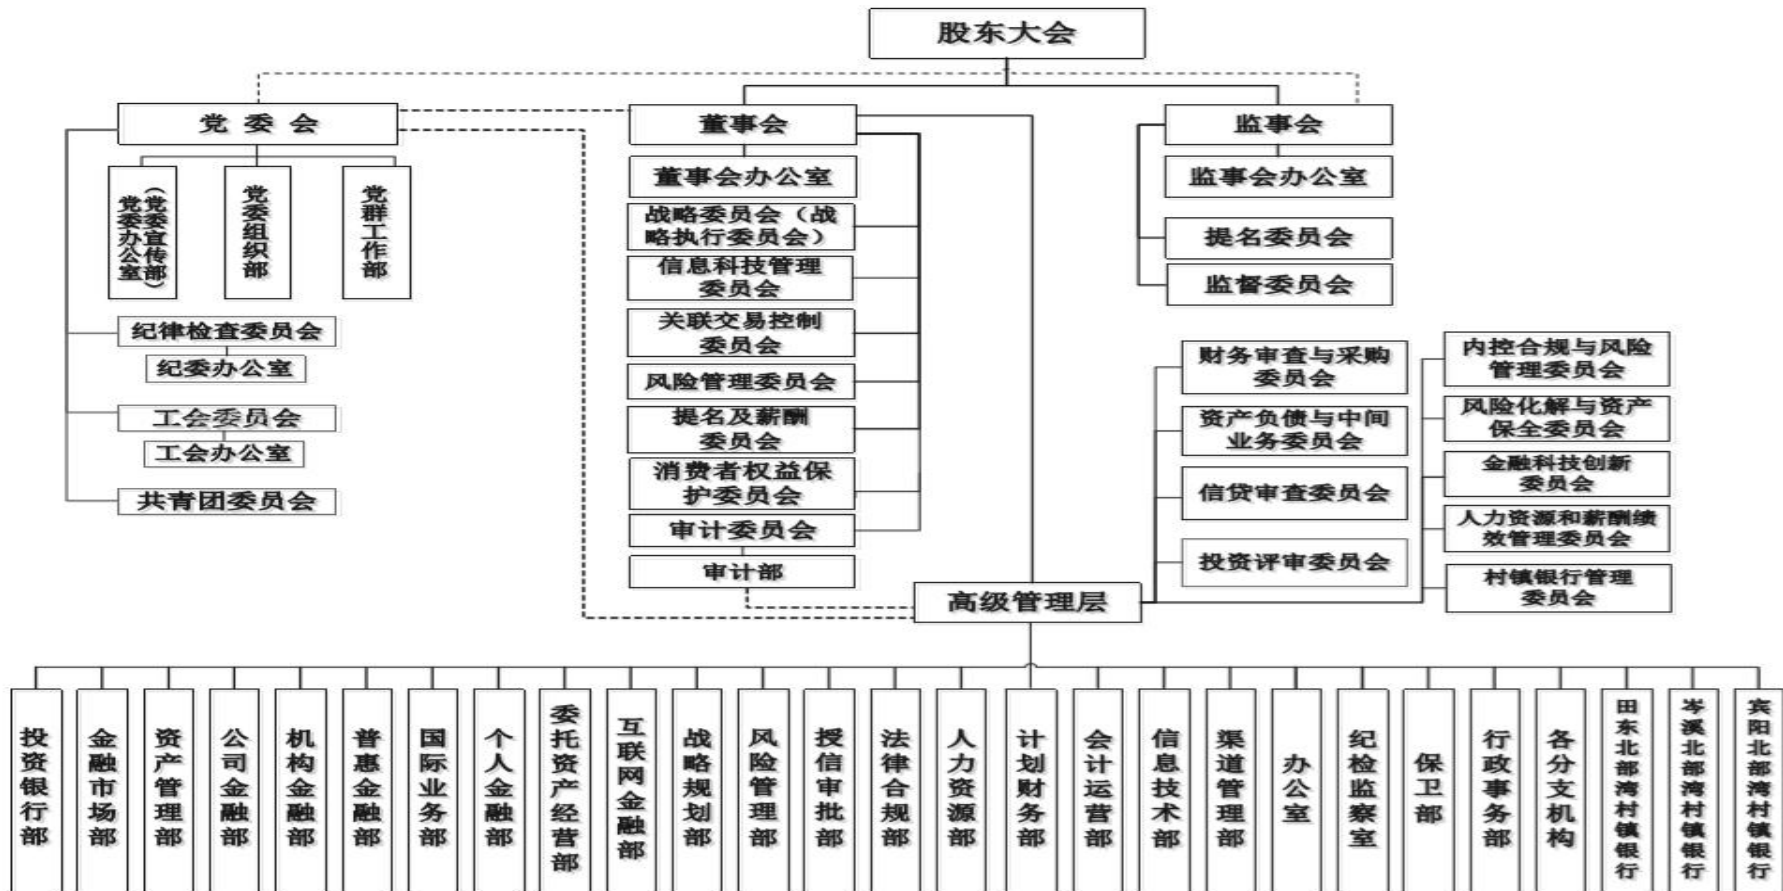 股东大会
党 委 会
董事会
监事会
党委办公室
（党委宣传部）
党委组织部
党群工作部
纪律检查委员会
纪委办公室
工会委员会
工会办公室
共青团委员会
董事会办公室
战略委员会（战
略执行委员会）
信息科技管理
委员会
关联交易控制
委员会
风险管理委员会
提名及薪酬
委员会
消费者权益保
护委员会
审计委员会
审计部
监事会办公室
提名委员会
监督委员会
财务审查与采购
委员会
资产负债与中间
业务委员会
信贷审查委员会
投资评审委员会
内控合规与风险
管理委员会
风险化解与资产
保全委员会
金融科技创新
委员会
人力资源和薪酬绩
效管理委员会
村镇银行管理
委员会
高级管理层
投资银行部
金融市场部
资产管理部
公司金融部
机构金融部
普惠金融部
国际业务部
个人金融部
委托资产经营部
互联网金融部
战略规划部
风险管理部
授信审批部
法律合规部
人力资源部
计划财务部
会计运营部
信息技术部
渠道管理部
办公室
纪检监察室
保卫部
行政事务部
各分支机构
田东北部湾村镇银行
岑溪北部湾村镇银行
宾阳北部湾村镇银行